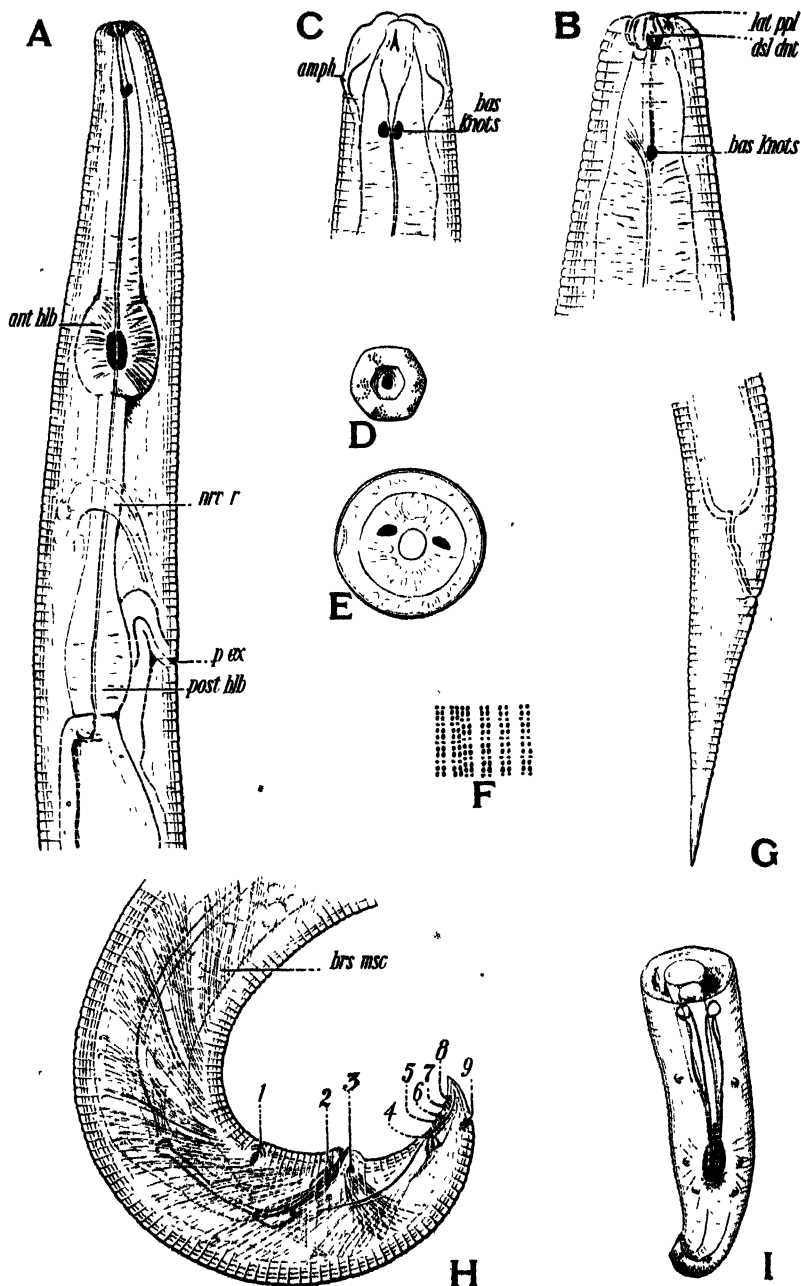 A
C
B
lat ppl
dsl dnt
amph
bas
Knots
bas Knots
ant blb
D
nrv r
E
p ex
post blb
F
G
brs msc
1
2
3
4
5
6
7
8
9
H
I